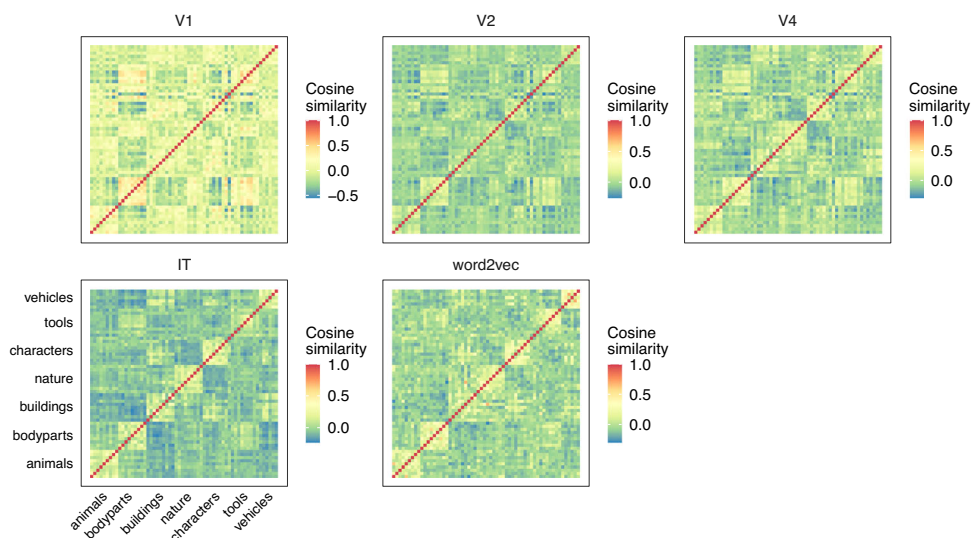 V1
V2
V4
Cosine
similarity
1.0
0.5
0.0
−0.5
Cosine
similarity
1.0
0.5
0.0
Cosine
similarity
1.0
0.5
0.0
IT
word2vec
vehicles
tools
characters
nature
buildings
bodyparts
animals
Cosine
similarity
1.0
0.5
0.0
Cosine
similarity
1.0
0.5
0.0
animals
bodyparts
buildings
nature
characters
tools
vehicles